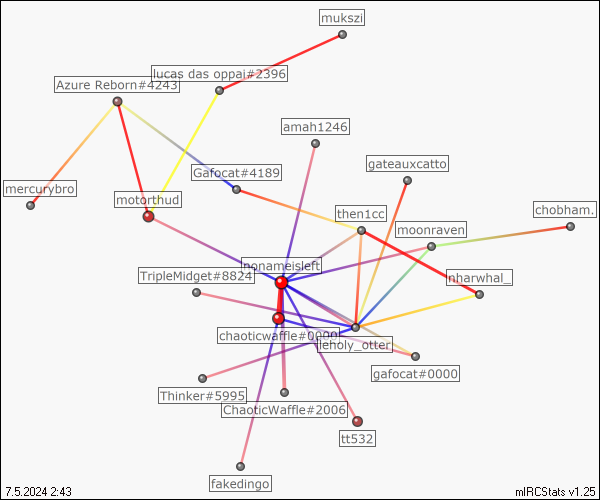 mukszi
lucas das oppai#2396
Azure Reborn#4243
amah1246
gateauxcatto
Gafocat#4189
mercurybro
motorthud
then1cc
chobham.
moonraven
nonameisleft
TripleMidget#8824
nharwhal_
chaoticwaffle#0000
leholy_otter
gafocat#0000
Thinker#5995
ChaoticWaffle#2006
tt532
fakedingo
7.5.2024 2:43
mIRCStats v1.25